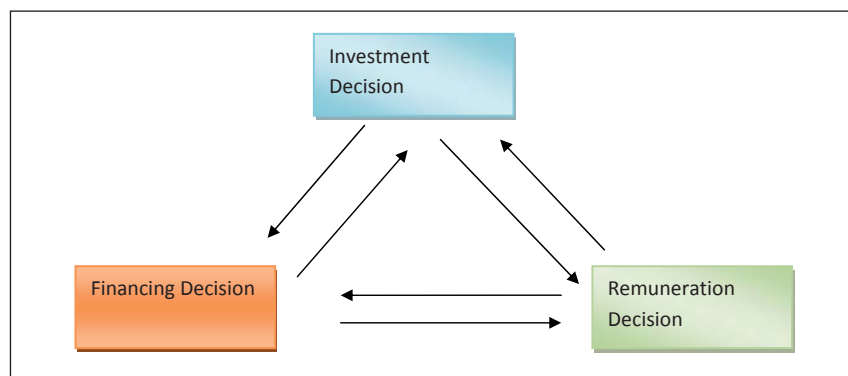 Investment
Decision
Financing Decision
Remuneration
Decision